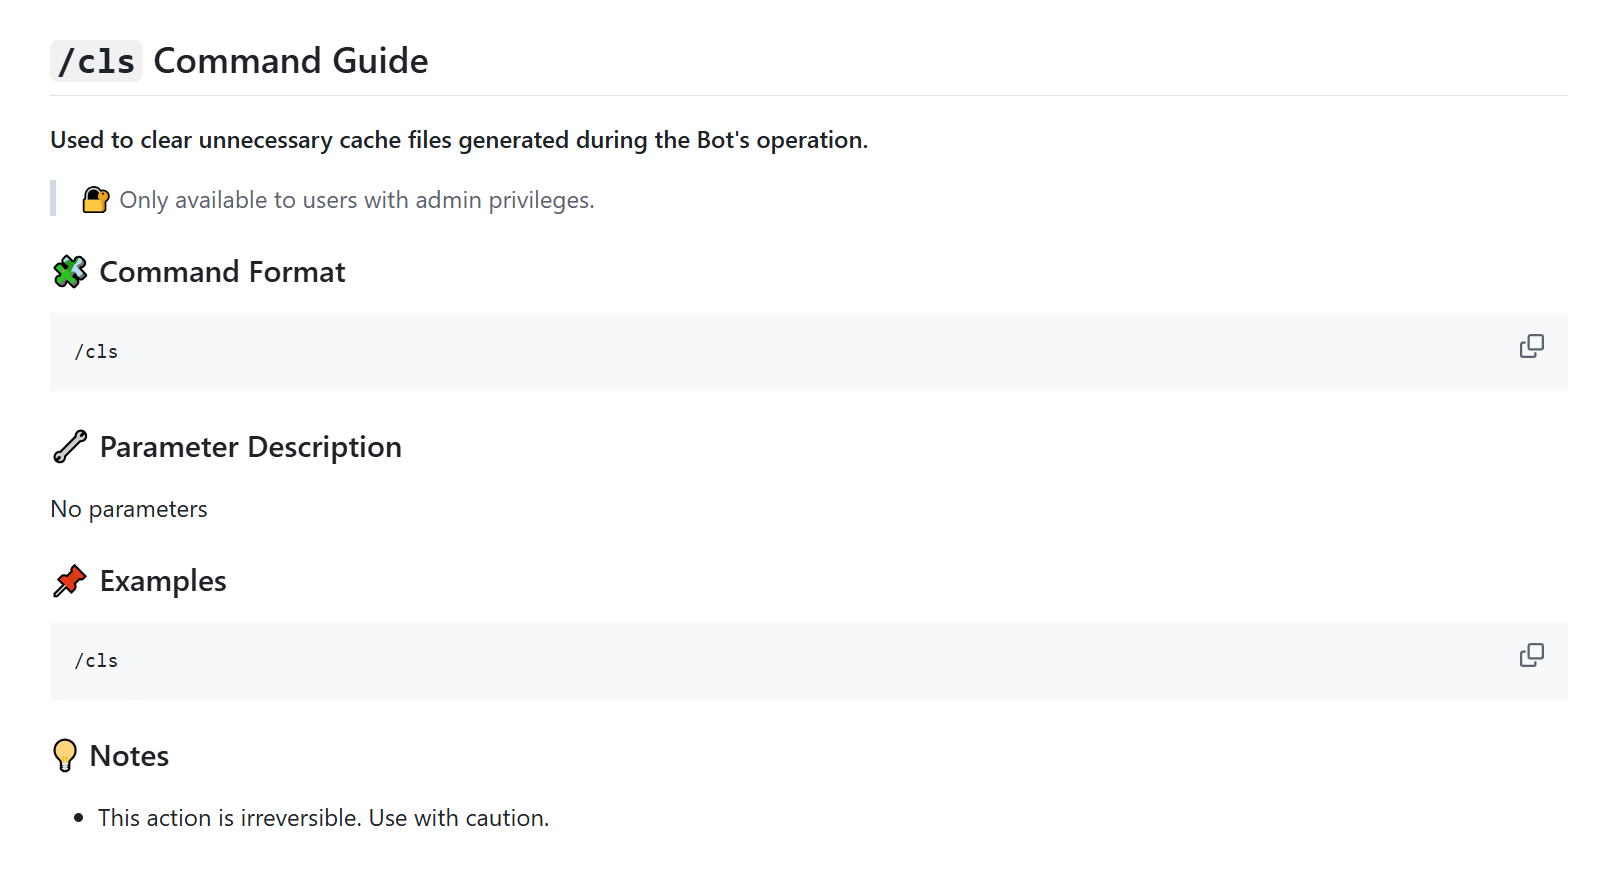 /cls Command Guide
Used to clear unnecessary cache files generated during the Bot's operation.
🔐 Only available to users with admin privileges.
🧩 Command Format
/cls
🔧 Parameter Description
No parameters
📌 Examples
/cls
💡 Notes
• This action is irreversible. Use with caution.